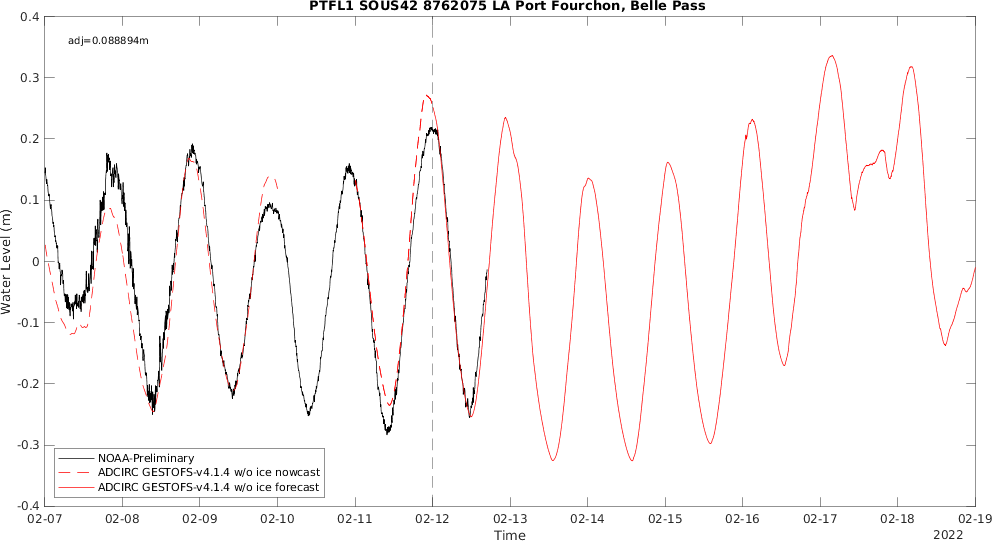 PTFL1 SOUS42 8762075 LA Port Fourchon, Belle Pass
adj=0.088894m
0.4
0.3
0.2
0.1
0
-0.1
-0.2
-0.3
-0.4
Water Level (m)
NOAA-Preliminary
ADCIRC GESTOFS-v4.1.4 w/o ice nowcast
ADCIRC GESTOFS-v4.1.4 w/o ice forecast
02-07 02-08 02-09 02-10 02-11 02-12 02-13 02-14 02-15 02-16 02-17 02-18 02-19
Time
2022